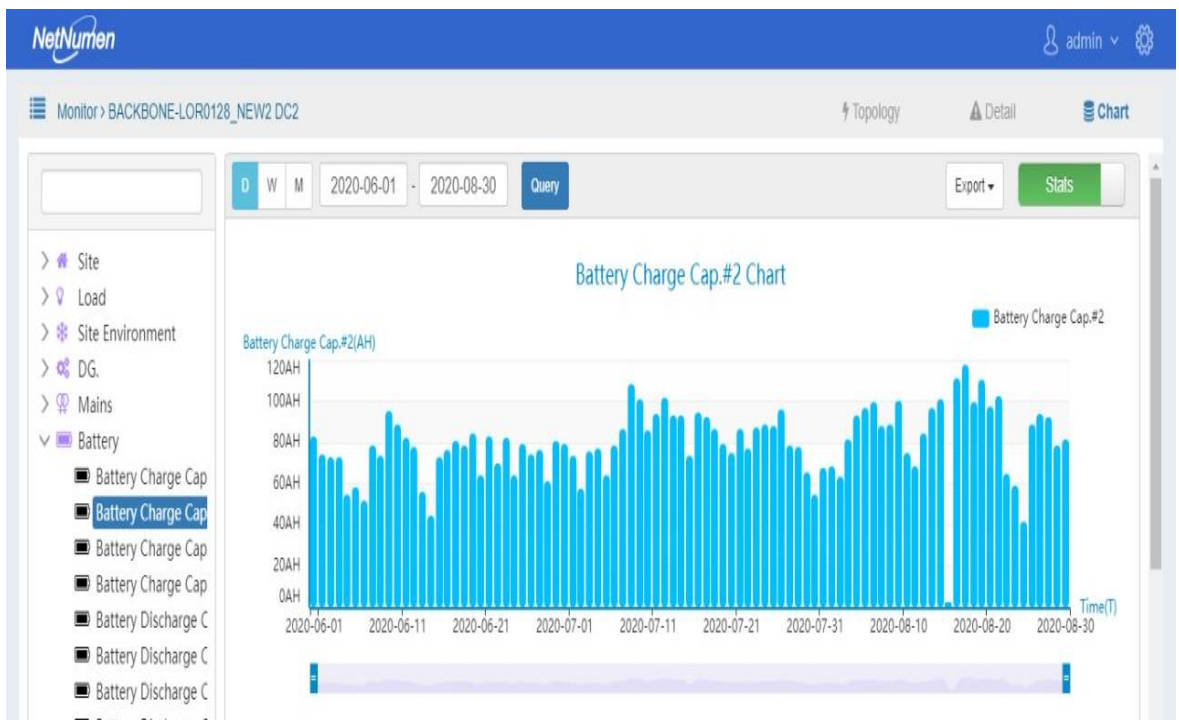 NetNumen
admin
Monitor > BACKBONE-LOR0128_NEW2 DC2
Topology
Detail
Chart
D W M 2020-06-01 - 2020-08-30 Query
Export
Stats
Site
Load
Site Environment
DG.
Mains
Battery
Battery Charge Cap
Battery Charge Cap
Battery Charge Cap
Battery Charge Cap
Battery Discharge C
Battery Discharge C
Battery Discharge C
Battery Charge Cap.#2 Chart
Battery Charge Cap.#2
Battery Charge Cap.#2(AH)
120AH
100AH
80AH
60AH
40AH
20AH
0AH
Time(T)
2020-06-01 2020-06-11 2020-06-21 2020-07-01 2020-07-11 2020-07-21 2020-07-31 2020-08-10 2020-08-20 2020-08-30